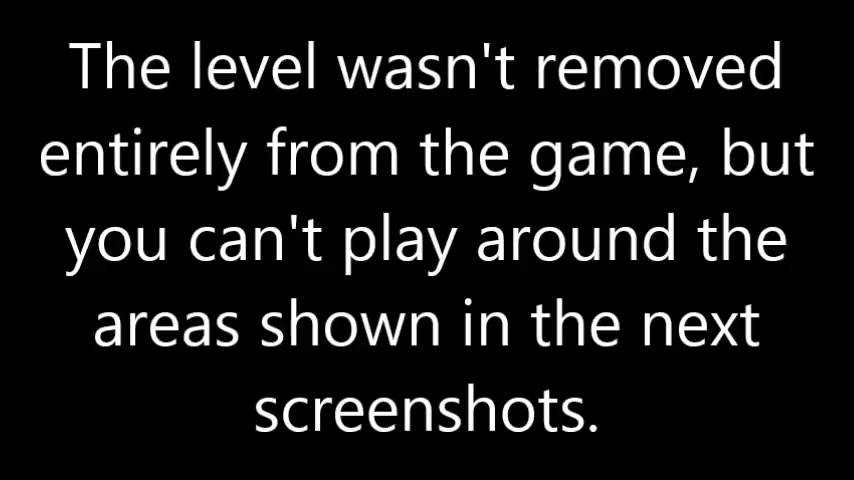 The level wasn't removed
entirely from the game, but
you can't play around the
areas shown in the next
screenshots.